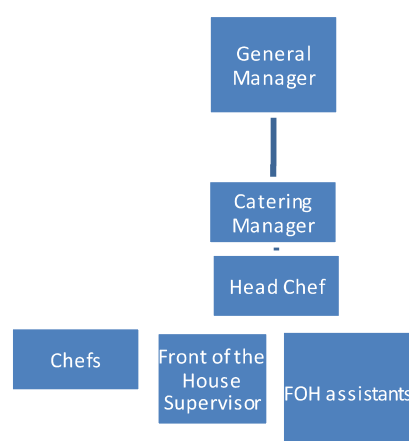 General
Manager
Catering
Manager
Head Chef
Chefs
Front of the
House
Supervisor
FOH assistants